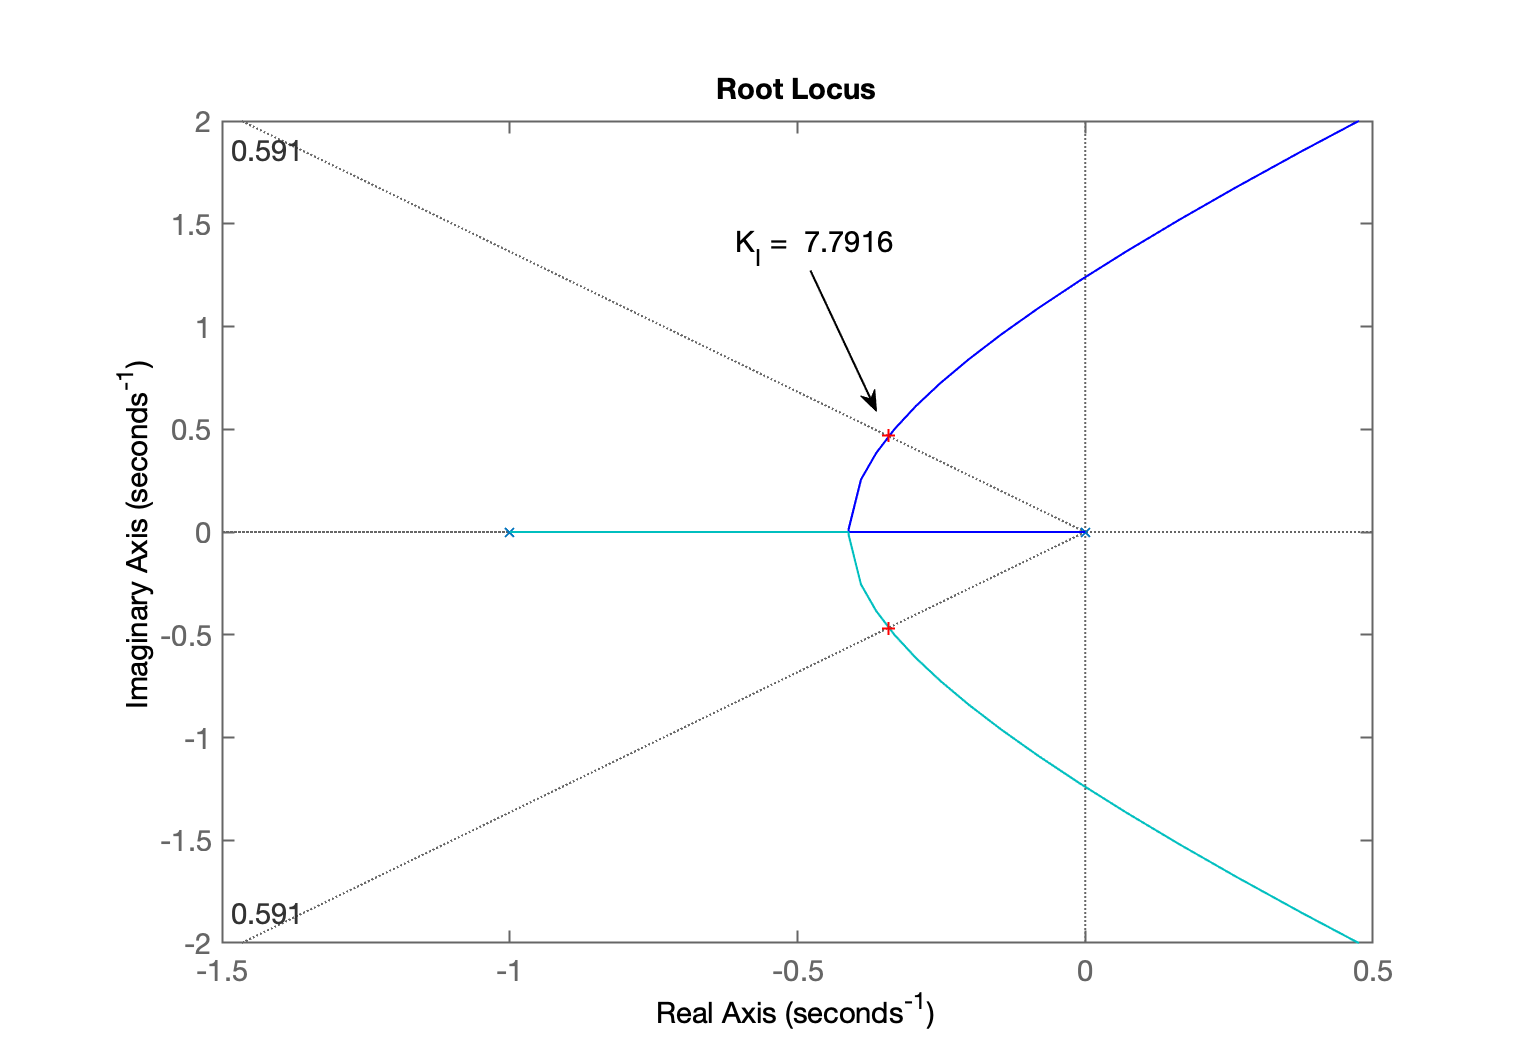 Root Locus
2
0.591
1.5
K_I = 7.7916
1
0.5
0
-0.5
-1
-1.5
0.591
-2
-1.5 -1 -0.5 0 0.5
Imaginary Axis (seconds^-1)
Real Axis (seconds^-1)